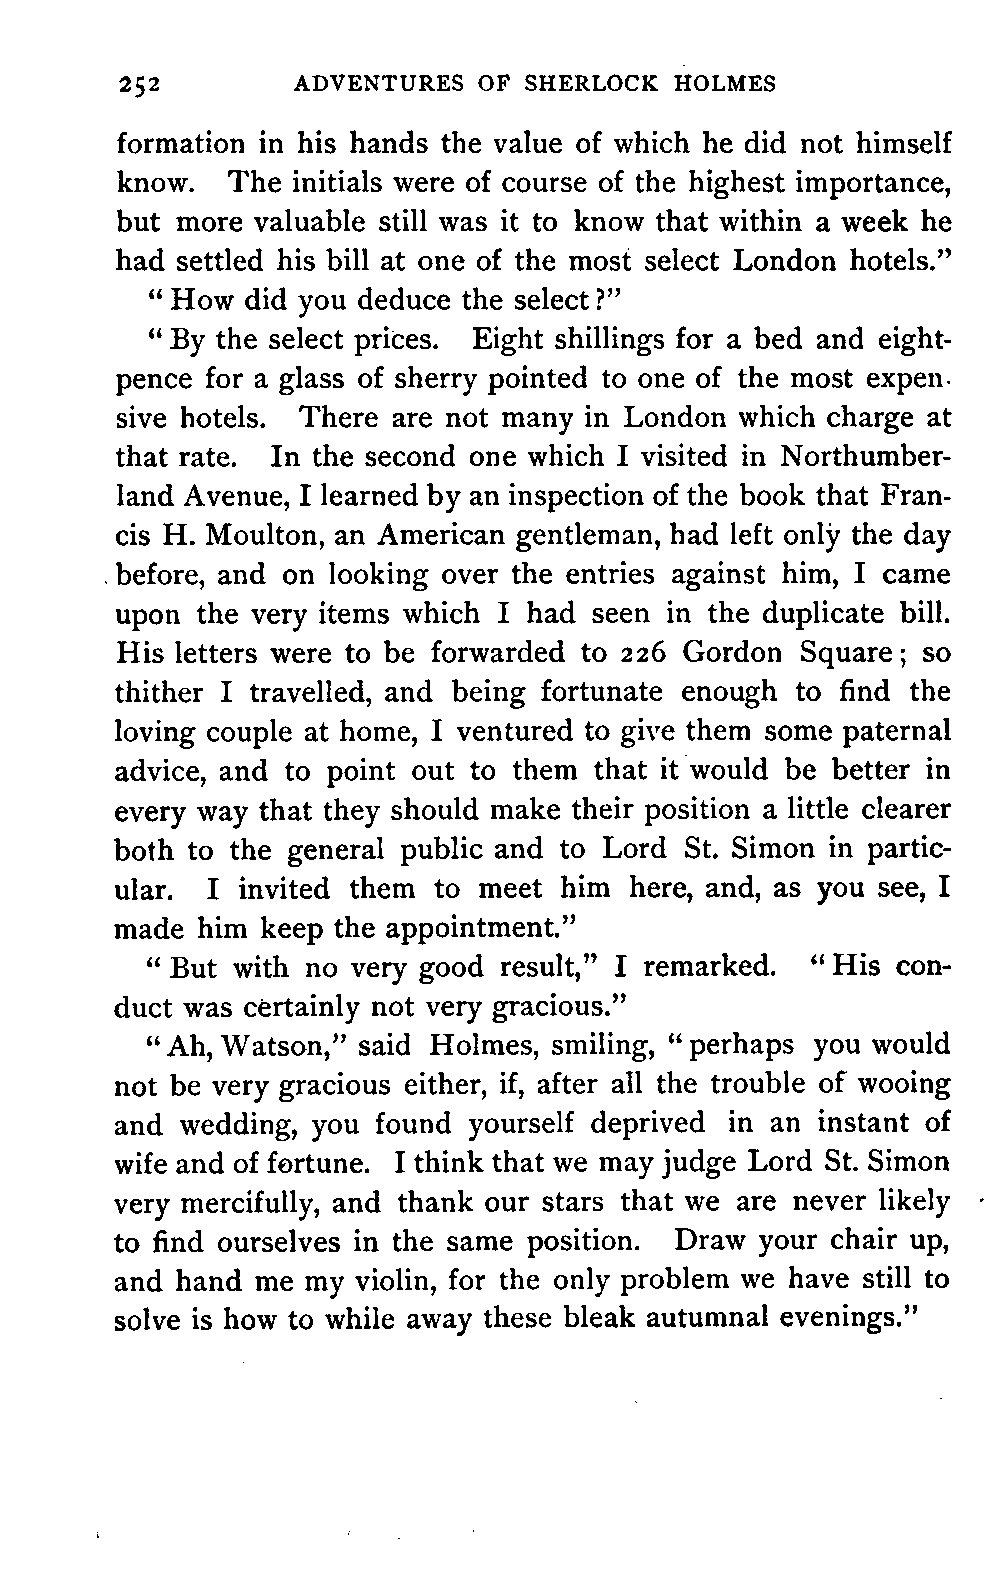 252 ADVENTURES OF SHERLOCK HOLMES
formation in his hands the value of which he did not himself
know. The initials were of course of the highest importance,
but more valuable still was it to know that within a week he
had settled his bill at one of the most select London hotels.”
“ How did you deduce the select ?”
“ By the select prices. Eight shillings for a bed and eight-
pence for a glass of sherry pointed to one of the most expen-
sive hotels. There are not many in London which charge at
that rate. In the second one which I visited in Northumber-
land Avenue, I learned by an inspection of the book that Fran-
cis H. Moulton, an American gentleman, had left only the day
before, and on looking over the entries against him, I came
upon the very items which I had seen in the duplicate bill.
His letters were to be forwarded to 226 Gordon Square ; so
thither I travelled, and being fortunate enough to find the
loving couple at home, I ventured to give them some paternal
advice, and to point out to them that it would be better in
every way that they should make their position a little clearer
both to the general public and to Lord St. Simon in partic-
ular. I invited them to meet him here, and, as you see, I
made him keep the appointment.”
“ But with no very good result,” I remarked. “ His con-
duct was certainly not very gracious.”
“ Ah, Watson,” said Holmes, smiling, “ perhaps you would
not be very gracious either, if, after all the trouble of wooing
and wedding, you found yourself deprived in an instant of
wife and of fortune. I think that we may judge Lord St. Simon
very mercifully, and thank our stars that we are never likely
to find ourselves in the same position. Draw your chair up,
and hand me my violin, for the only problem we have still to
solve is how to while away these bleak autumnal evenings.”